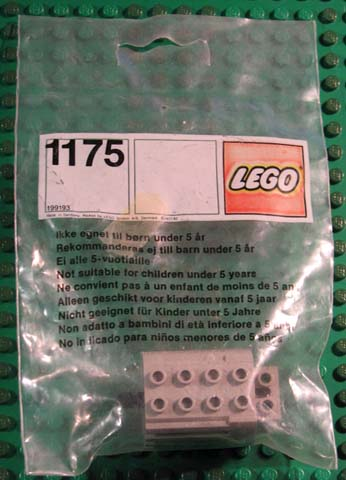 1175
LEGO
199193
Ikke egnet til børn under 5 år
Rekommanderas ej till barn under 5 år
Ei alle 5-vuotiaille
Not suitable for children under 5 years
Ne convient pas à un enfant de moins de 5 an
Alleen geschikt voor kinderen vanaf 5 jaar
Nicht geeignet für Kinder unter 5 Jahre
Non adatto a bambini di età inferiore a 5 anni
No indicado para niños menores de 5 años